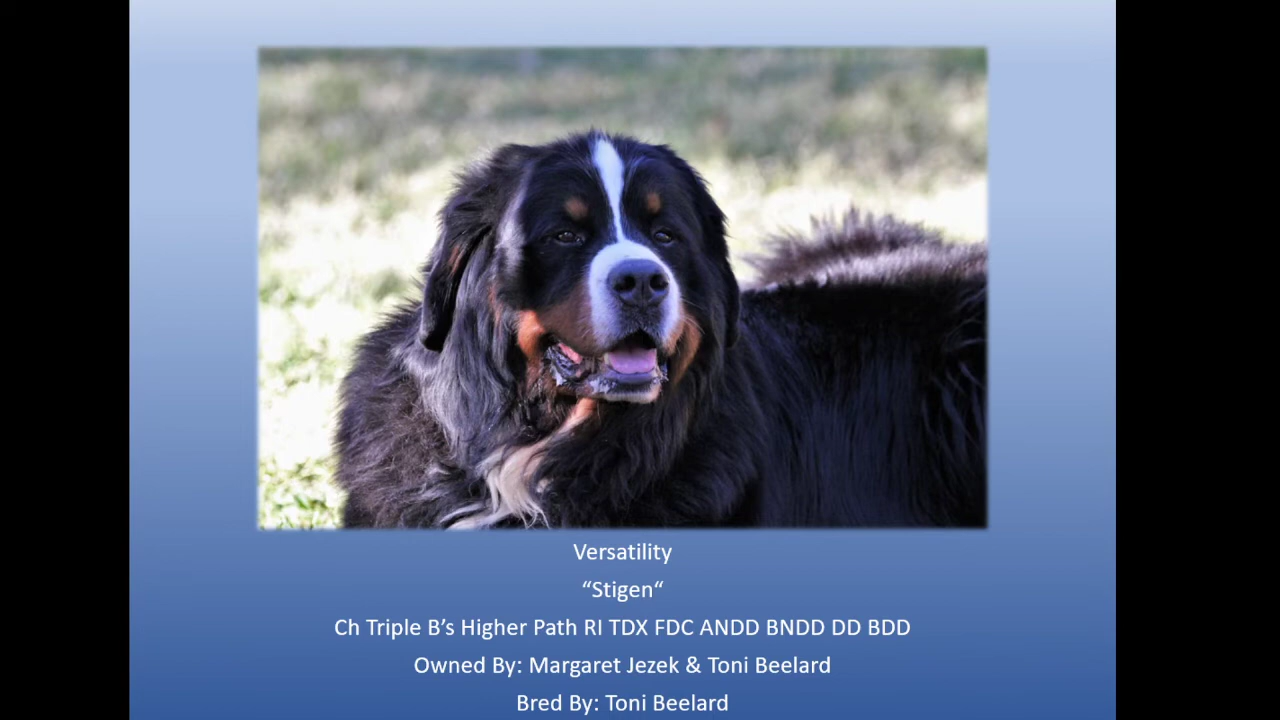 Versatility
“Stigen“
Ch Triple B’s Higher Path RI TDX FDC ANDD BNDD DD BDD
Owned By: Margaret Jezek & Toni Beelard
Bred By: Toni Beelard